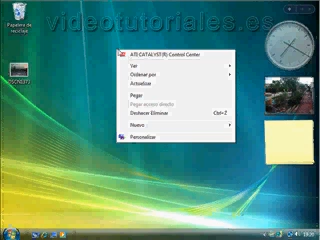 videotutoriales.es
Papelera de
reciclaje
ATI CATALYST(R) Control Center
Ver
Ordenar por
Actualizar
Pegar
Pegar acceso directo
Deshacer Eliminar Ctrl+Z
Nuevo
Personalizar